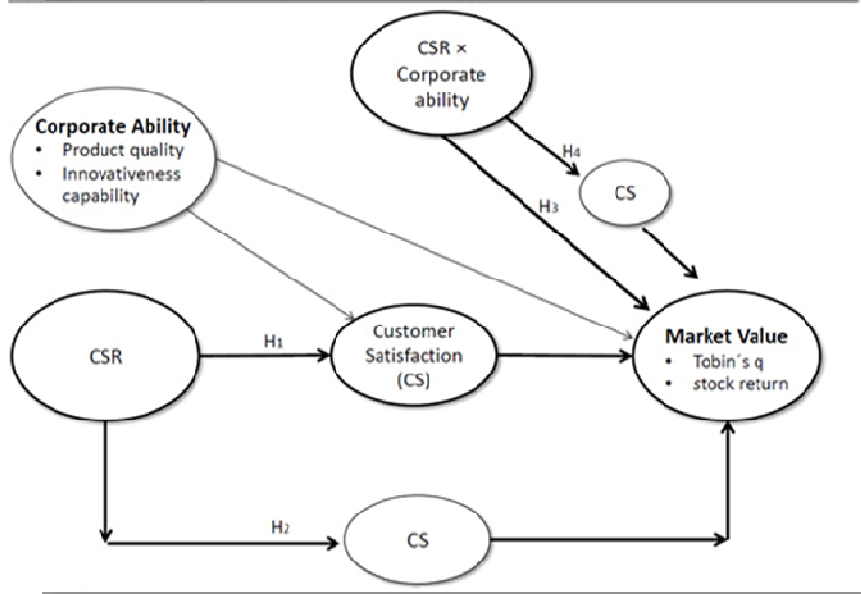 CSR ×
Corporate
ability
Corporate Ability
• Product quality
• Innovativeness
capability
H4
CS
H3
CSR
H1
Customer
Satisfaction
(CS)
Market Value
• Tobin´s q
• stock return
H2
CS